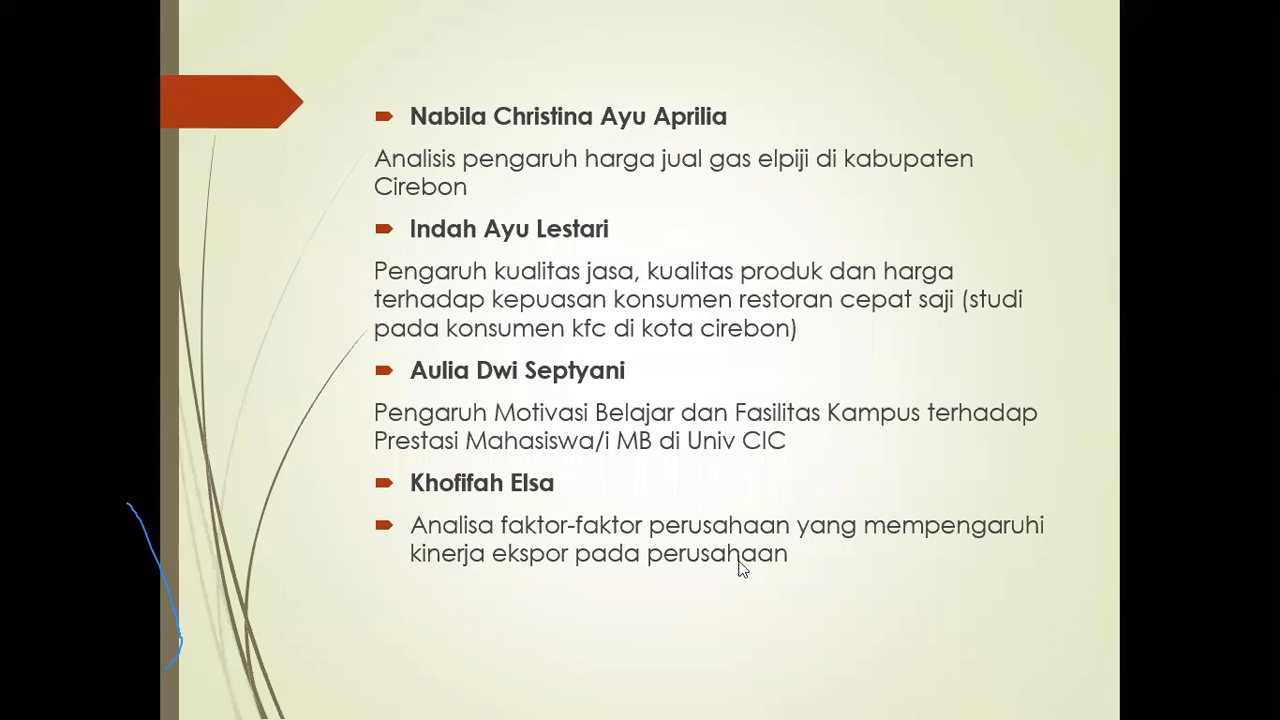 Nabila Christina Ayu Aprilia
Analisis pengaruh harga jual gas elpiji di kabupaten
Cirebon
Indah Ayu Lestari
Pengaruh kualitas jasa, kualitas produk dan harga
terhadap kepuasan konsumen restoran cepat saji (studi
pada konsumen kfc di kota cirebon)
Aulia Dwi Septyani
Pengaruh Motivasi Belajar dan Fasilitas Kampus terhadap
Prestasi Mahasiswa/i MB di Univ CIC
Khofifah Elsa
Analisa faktor-faktor perusahaan yang mempengaruhi
kinerja ekspor pada perusahaan